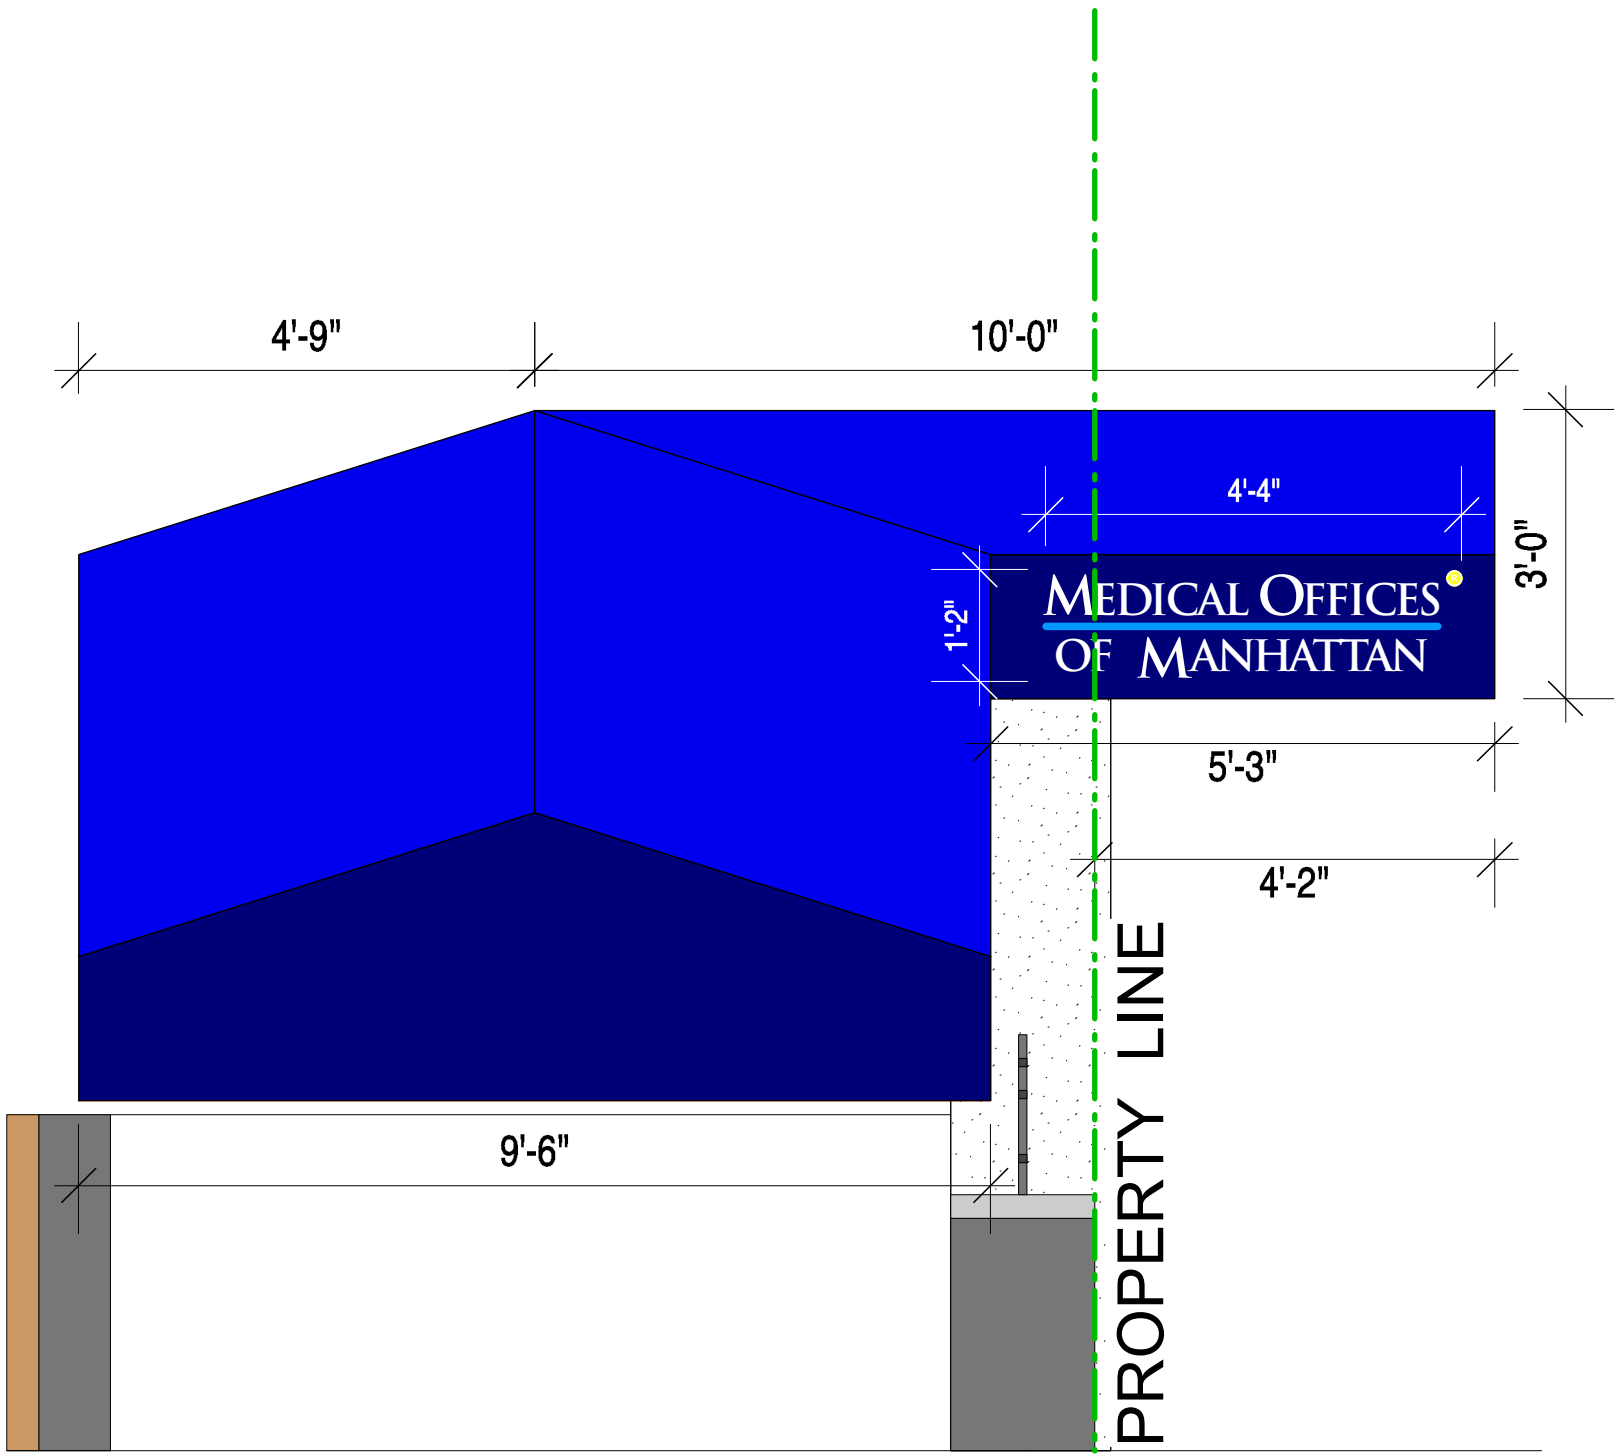 4'-9"
10'-0"
4'-4"
3'-0"
1'-2"
MEDICAL OFFICES®
OF MANHATTAN
5'-3"
4'-2"
PROPERTY LINE
9'-6"